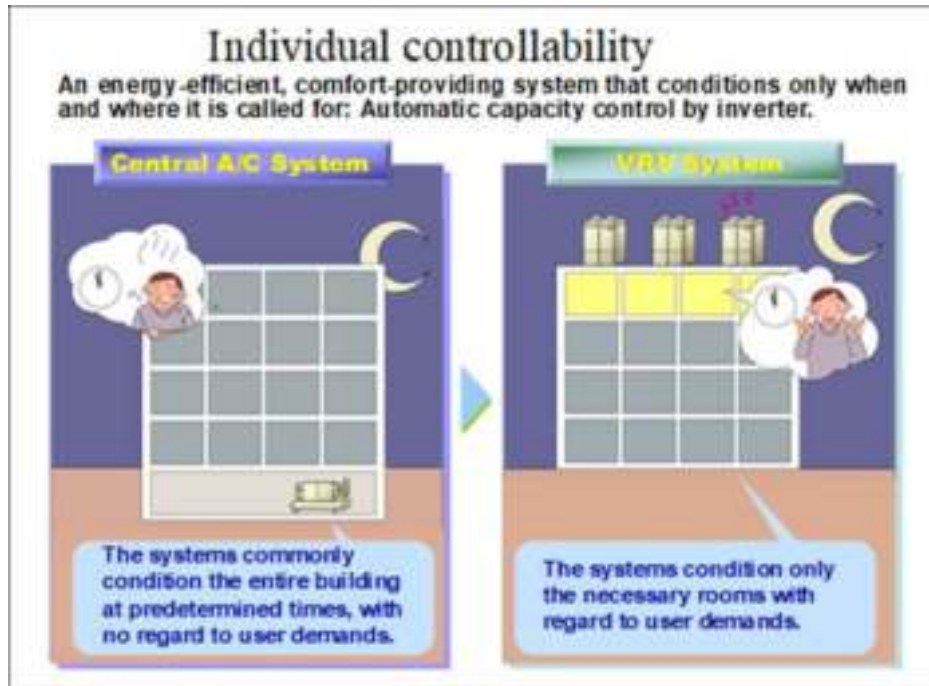 Individual controllability
An energy-efficient, comfort-providing system that conditions only when
and where it is called for: Automatic capacity control by inverter.
Central A/C System
The systems commonly
condition the entire building
at predetermined times, with
no regard to user demands.
VRV System
The systems condition only
the necessary rooms with
regard to user demands.